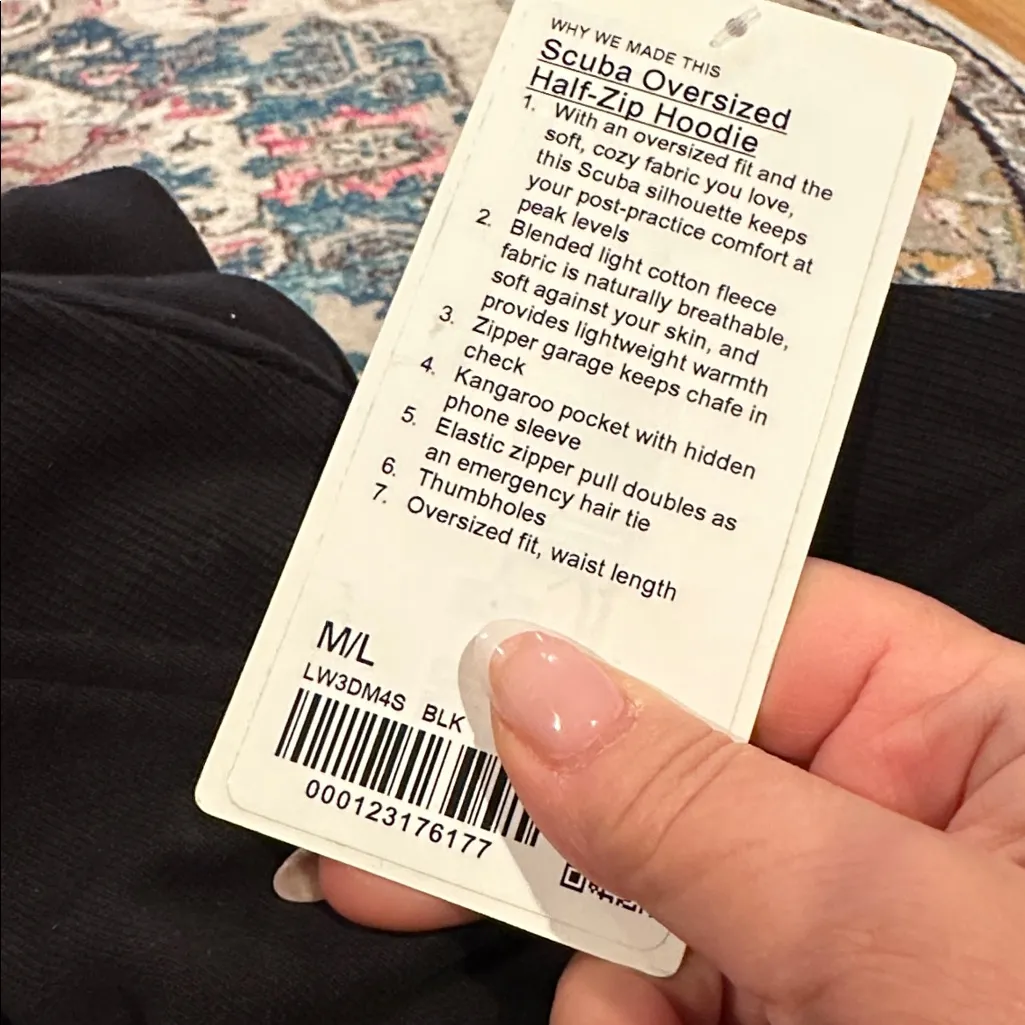 WHY WE MADE THIS
Scuba Oversized
Half-Zip Hoodie
1. With an oversized fit and the
soft, cozy fabric you love,
this Scuba silhouette keeps
your post-practice comfort at
peak levels
2. Blended light cotton fleece
fabric is naturally breathable,
soft against your skin, and
provides lightweight warmth
3. Zipper garage keeps chafe in
check
4. Kangaroo pocket with hidden
phone sleeve
5. Elastic zipper pull doubles as
an emergency hair tie
6. Thumbholes
7. Oversized fit, waist length
M/L
LW3DM4S BLK
000123176177